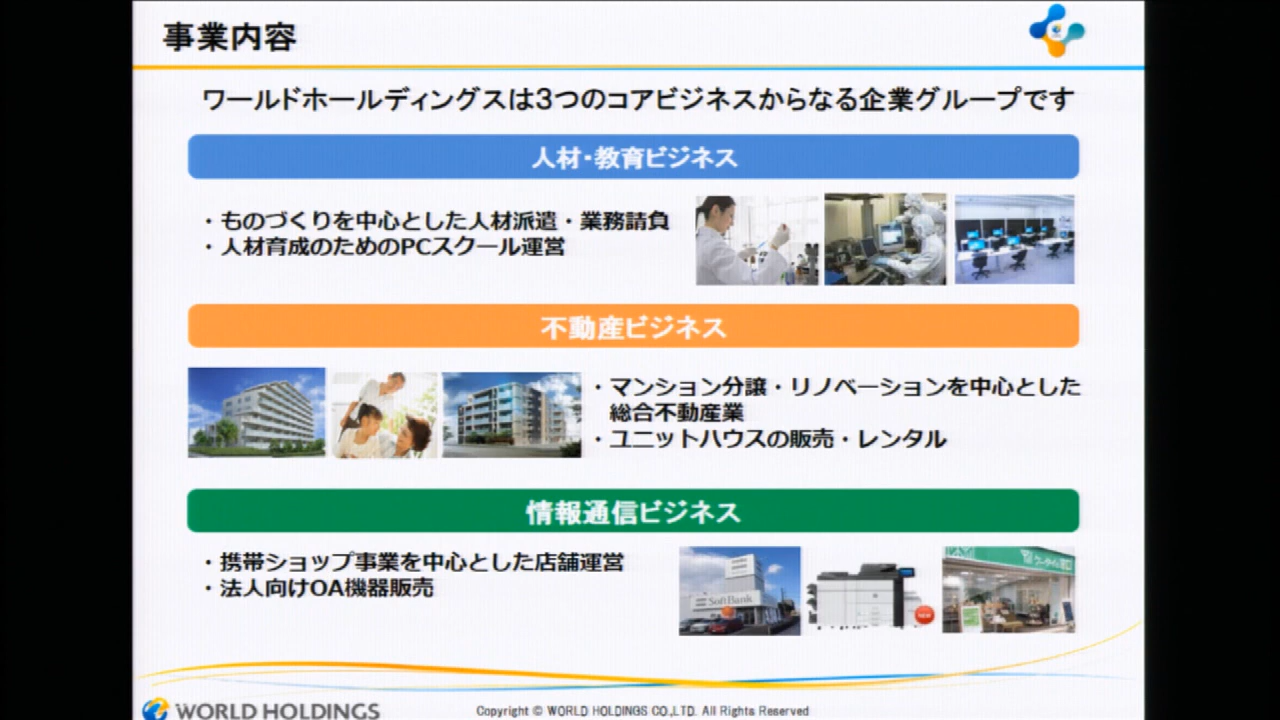 事業内容
ワールドホールディングスは3つのコアビジネスからなる企業グループです
人材・教育ビジネス
・ものづくりを中心とした人材派遣・業務請負
・人材育成のためのPCスクール運営
不動産ビジネス
・マンション分譲・リノベーションを中心とした
総合不動産業
・ユニットハウスの販売・レンタル
情報通信ビジネス
・携帯ショップ事業を中心とした店舗運営
・法人向けOA機器販売
SoftBank
NEW
WORLD HOLDINGS
Copyright © WORLD HOLDINGS CO.,LTD. All Rights Reserved